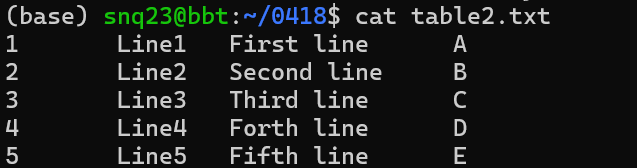 (base) snq23@bbt:~/0418$ cat table2.txt
1 Line1 First line A
2 Line2 Second line B
3 Line3 Third line C
4 Line4 Forth line D
5 Line5 Fifth line E